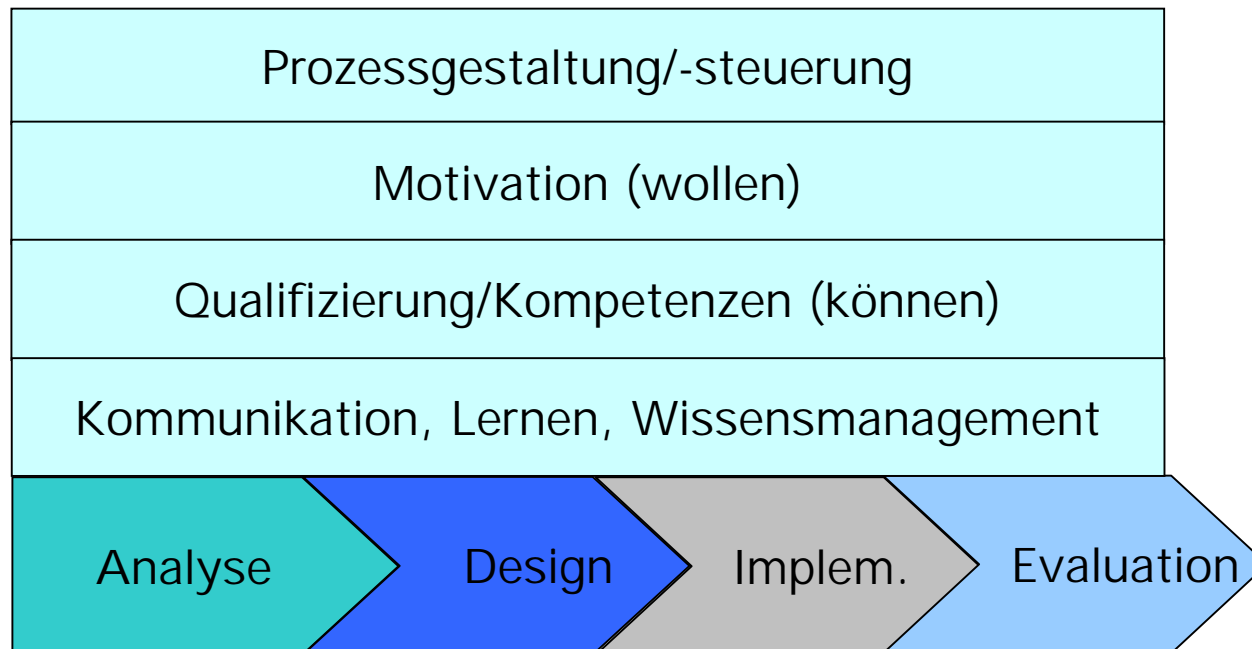 Prozessgestaltung/-steuerung
Motivation (wollen)
Qualifizierung/Kompetenzen (können)
Kommunikation, Lernen, Wissensmanagement
Analyse
Design
Implem.
Evaluation